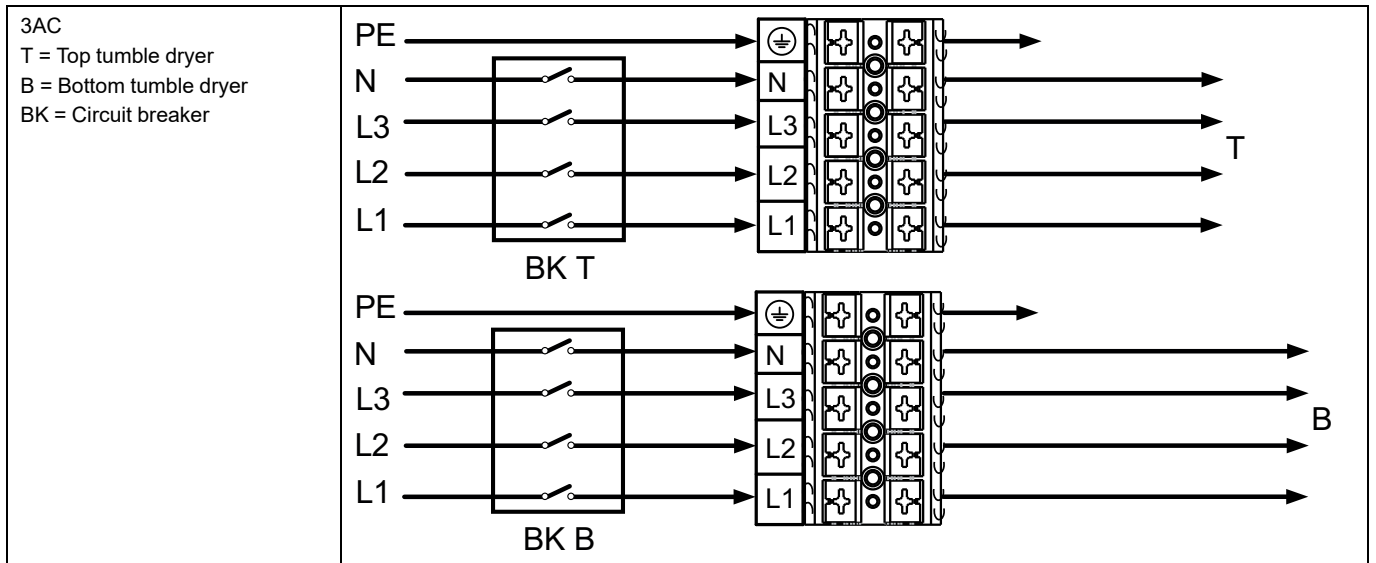 3AC
T = Top tumble dryer
B = Bottom tumble dryer
BK = Circuit breaker
PE
N
N
L3
L3
L2
L2
L1
L1
T
BK T
PE
N
N
L3
L3
L2
L2
L1
L1
B
BK B